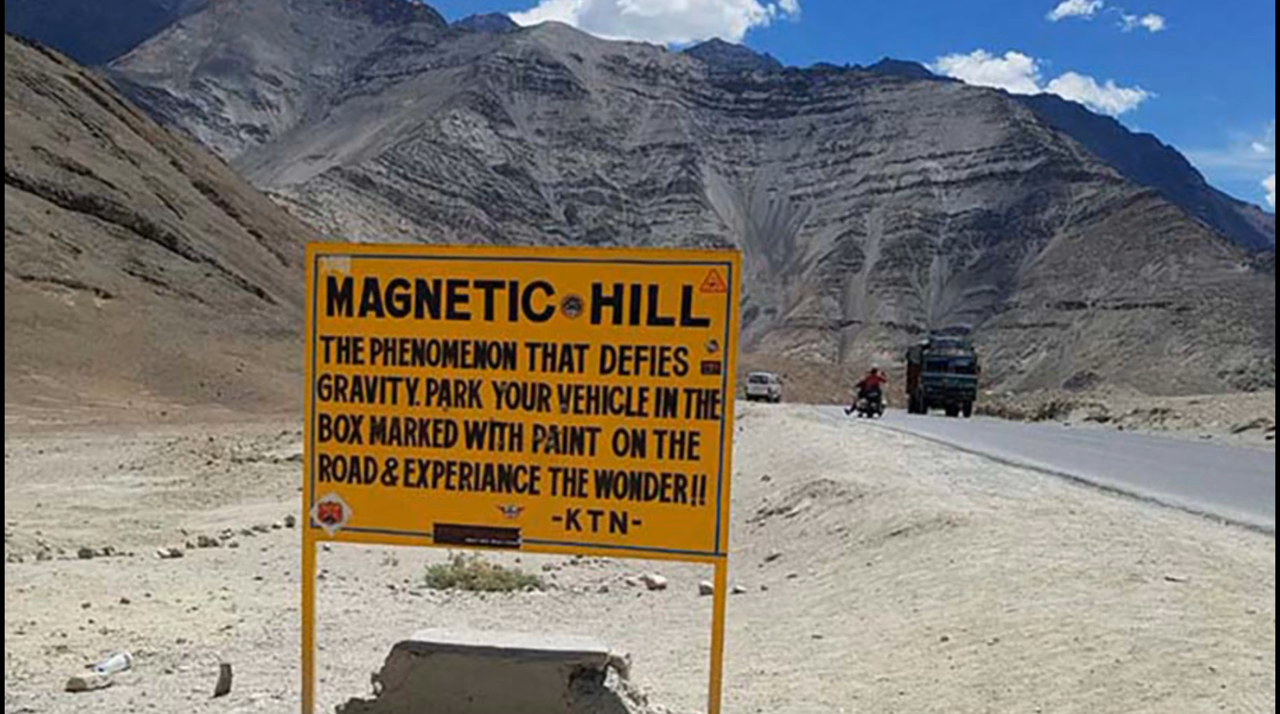 MAGNETIC HILL
THE PHENOMENON THAT DEFIES
GRAVITY. PARK YOUR VEHICLE IN THE
BOX MARKED WITH PAINT ON THE
ROAD & EXPERIANCE THE WONDER!!
-KTN-